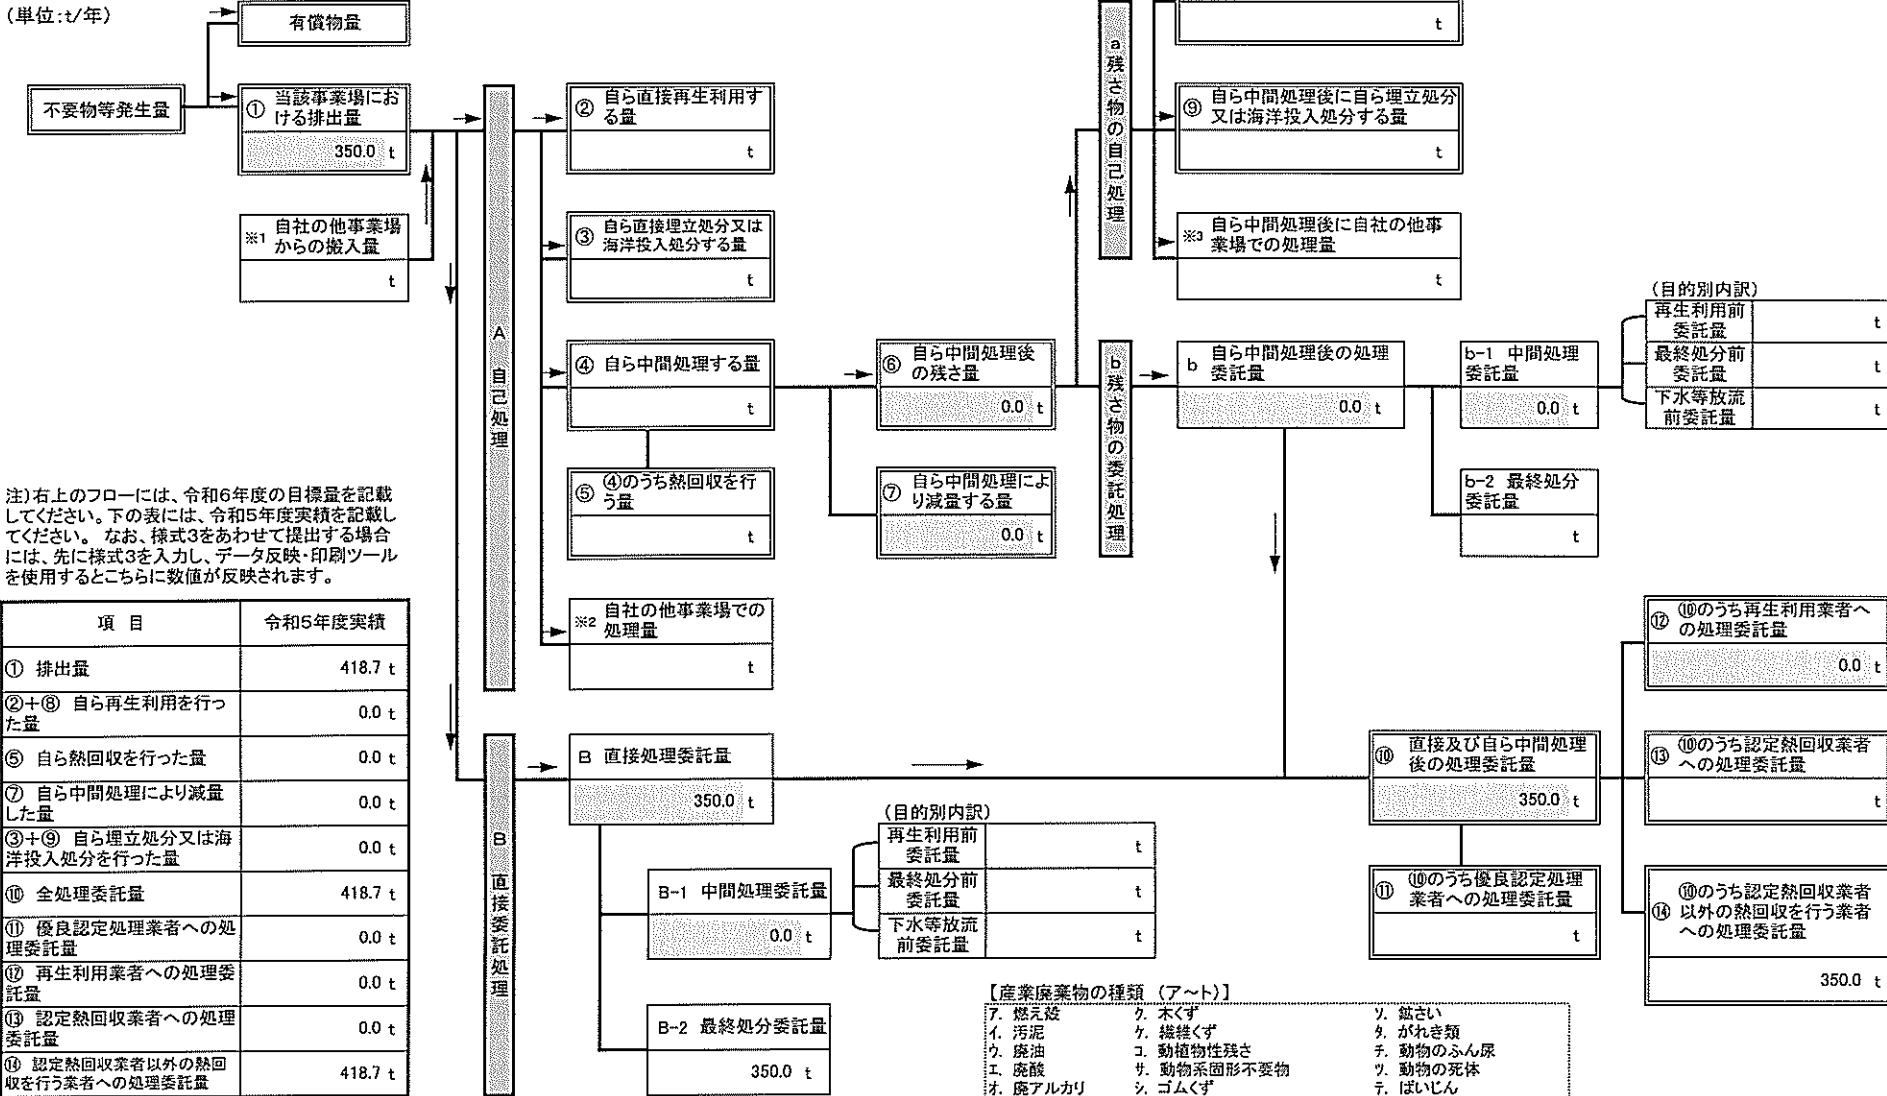 (単位:t/年)
有償物量
不要物等発生量
① 当該事業場にお
ける排出量
350.0 t
※1 自社の他事業場
からの搬入量
t
A 自己処理
② 自ら直接再生利用す
る量
t
③ 自ら直接埋立処分又は
海洋投入処分する量
t
④ 自ら中間処理する量
t
⑤ ④のうち熱回収を行
う量
t
※2 自社の他事業場での
処理量
t
⑥ 自ら中間処理後
の残さ量
0.0 t
⑦ 自ら中間処理によ
り減量する量
0.0 t
a 残さ物の自己処理
t
⑨ 自ら中間処理後に自ら埋立処分
又は海洋投入処分する量
t
※3 自ら中間処理後に自社の他事
業場での処理量
t
b 残さ物の委託処理
b 自ら中間処理後の処理
委託量
0.0 t
b-1 中間処理
委託量
0.0 t
(目的別内訳)
再生利用前
委託量
t
最終処分前
委託量
t
下水等放流
前委託量
t
b-2 最終処分
委託量
t
注)右上のフローには、令和6年度の目標量を記載
してください。下の表には、令和5年度実績を記載し
てください。 なお、様式3をあわせて提出する場合
には、先に様式3を入力し、データ反映・印刷ツール
を使用するとこちらに数値が反映されます。
項 目 令和5年度実績
① 排出量 418.7 t
②+⑧ 自ら再生利用を行っ
た量 0.0 t
⑤ 自ら熱回収を行った量 0.0 t
⑦ 自ら中間処理により減量
した量 0.0 t
③+⑨ 自ら埋立処分又は海
洋投入処分を行った量 0.0 t
⑩ 全処理委託量 418.7 t
⑪ 優良認定処理業者への処
理委託量 0.0 t
⑫ 再生利用業者への処理委
託量 0.0 t
⑬ 認定熱回収業者への処理
委託量 0.0 t
⑭ 認定熱回収業者以外の熱回
収を行う業者への処理委託量 418.7 t
B 直接委託処理
B 直接処理委託量
350.0 t
B-1 中間処理委託量
0.0 t
(目的別内訳)
再生利用前
委託量
t
最終処分前
委託量
t
下水等放流
前委託量
t
B-2 最終処分委託量
350.0 t
⑩ 直接及び自ら中間処理
後の処理委託量
350.0 t
⑪ ⑩のうち優良認定処理
業者への処理委託量
t
⑫ ⑩のうち再生利用業者へ
の処理委託量
0.0 t
⑬ ⑩のうち認定熱回収業者
への処理委託量
t
⑭ ⑩のうち認定熱回収業者
以外の熱回収を行う業者
への処理委託量
350.0 t
【産業廃棄物の種類 (ア～ト)】
ア. 燃え殻 ク. 木くず ソ. 鉱さい
イ. 汚泥 ケ. 繊維くず タ. がれき類
ウ. 廃油 コ. 動植物性残さ チ. 動物のふん尿
エ. 廃酸 サ. 動物系固形不要物 ツ. 動物の死体
オ. 廃アルカリ シ. ゴムくず テ. ばいじん